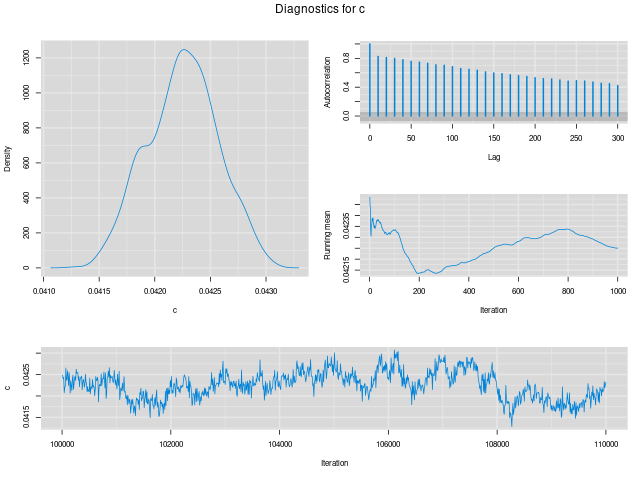 Diagnostics for c
Density
0 200 400 600 800 1000 1200
0.0410 0.0415 0.0420 0.0425 0.0430
c
Autocorrelation
0.0 0.4 0.8
0 50 100 150 200 250 300
Lag
Running mean
0.04215 0.04235
0 200 400 600 800 1000
Iteration
c
0.0415 0.0425
100000 102000 104000 106000 108000 110000
Iteration